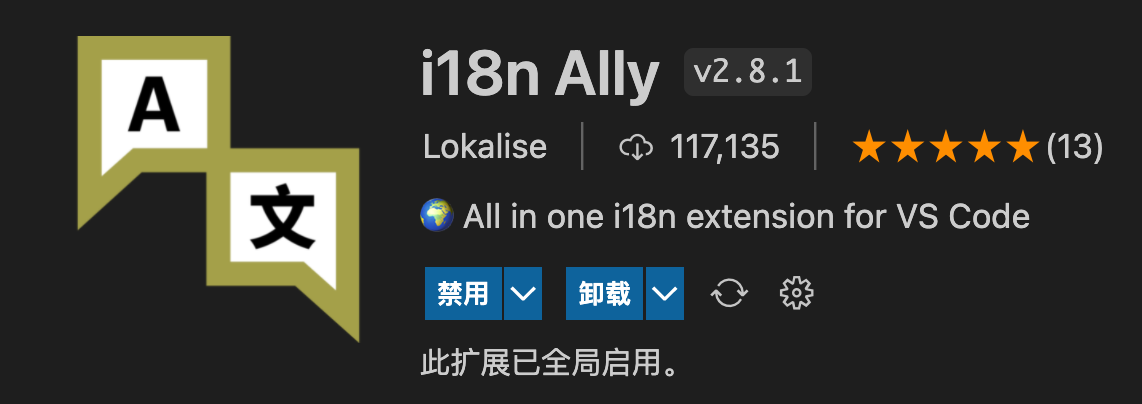 A
文
i18n Ally v2.8.1
Lokalise 117,135 (13)
All in one i18n extension for VS Code
禁用 卸载
此扩展已全局启用。